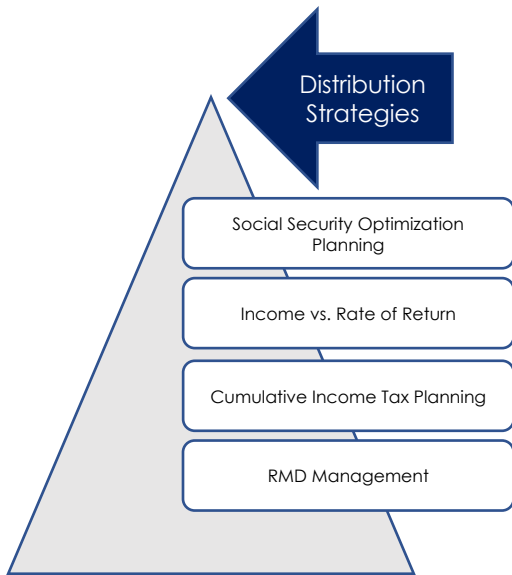 Distribution
Strategies
Social Security Optimization
Planning
Income vs. Rate of Return
Cumulative Income Tax Planning
RMD Management